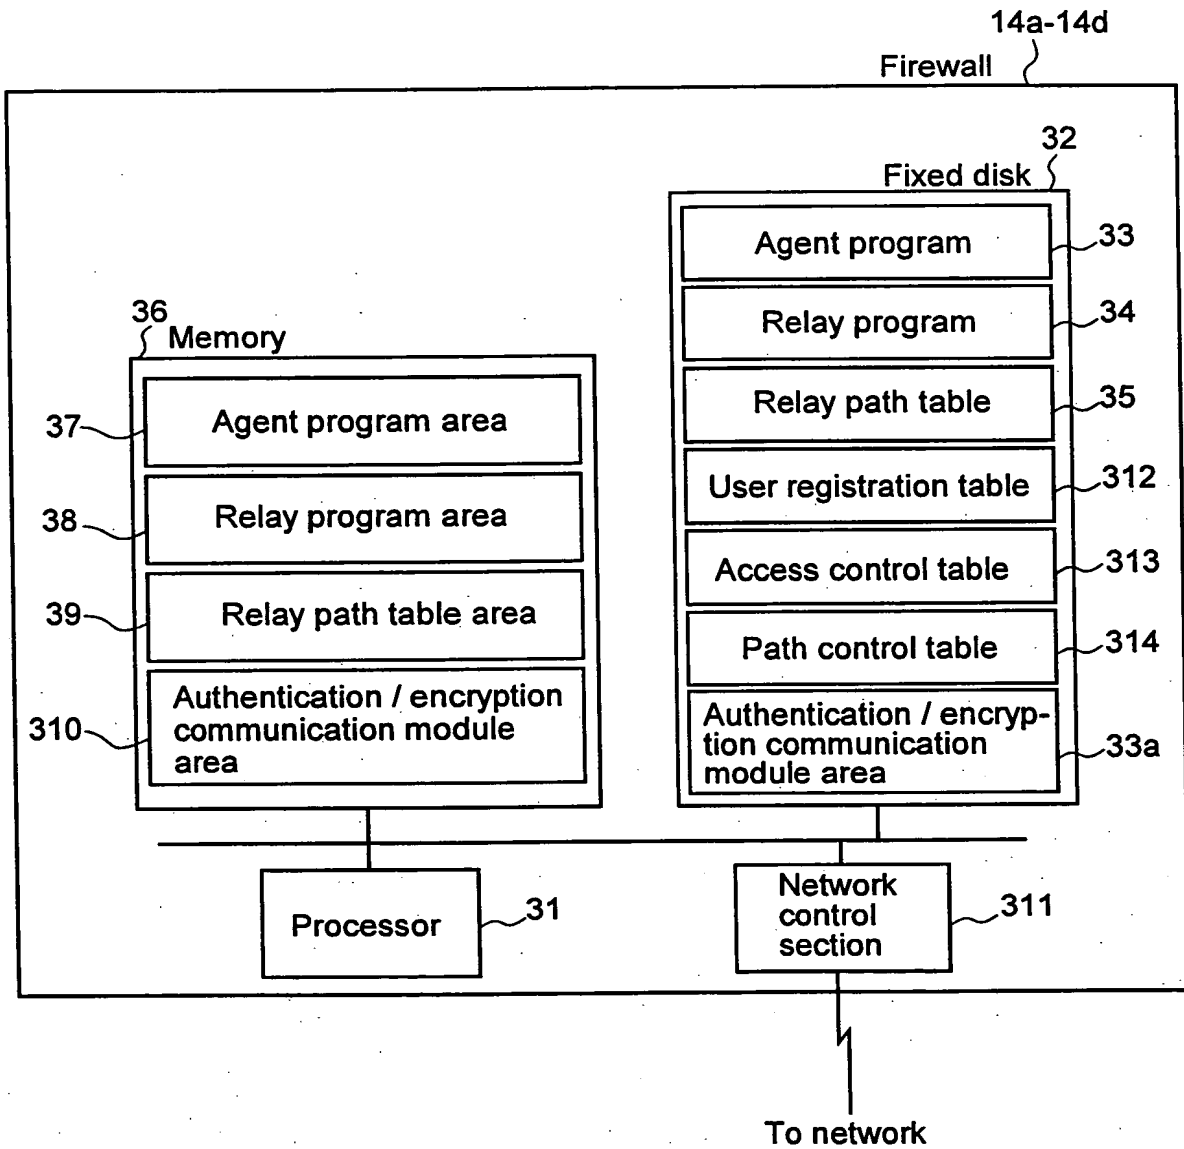 14a-14d
Firewall
32
Fixed disk
Agent program
33
Relay program
34
Relay path table
35
User registration table
312
Access control table
313
Path control table
314
Authentication / encryp-
tion communication
module area
33a
36
Memory
37
Agent program area
38
Relay program area
39
Relay path table area
310
Authentication / encryption
communication module
area
Processor
31
Network
control
section
311
To network